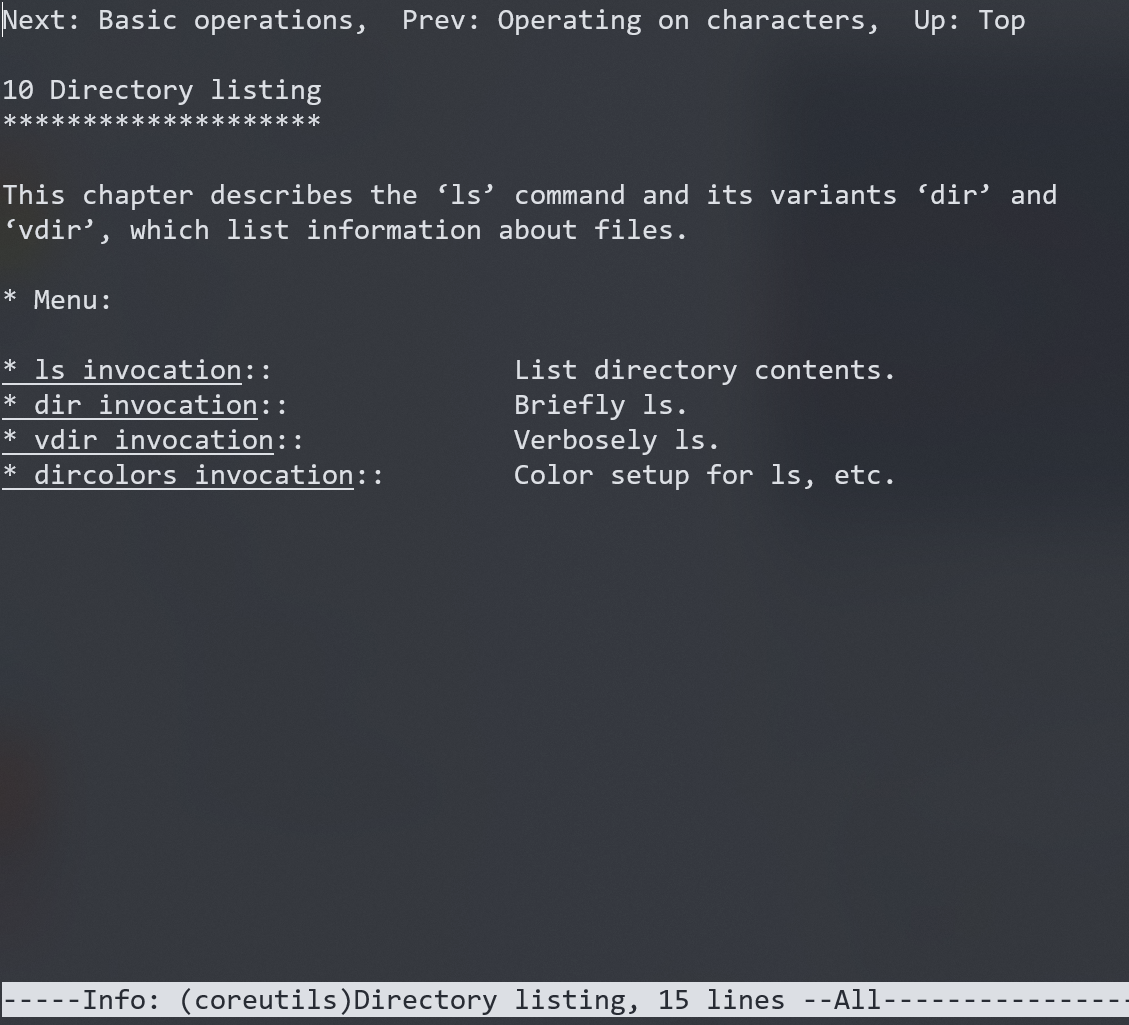 Next: Basic operations,  Prev: Operating on characters,  Up: Top
10 Directory listing
********************
This chapter describes the ‘ls’ command and its variants ‘dir’ and
‘vdir’, which list information about files.
* Menu:
* ls invocation::               List directory contents.
* dir invocation::              Briefly ls.
* vdir invocation::             Verbosely ls.
* dircolors invocation::        Color setup for ls, etc.
-----Info: (coreutils)Directory listing, 15 lines --All----------------